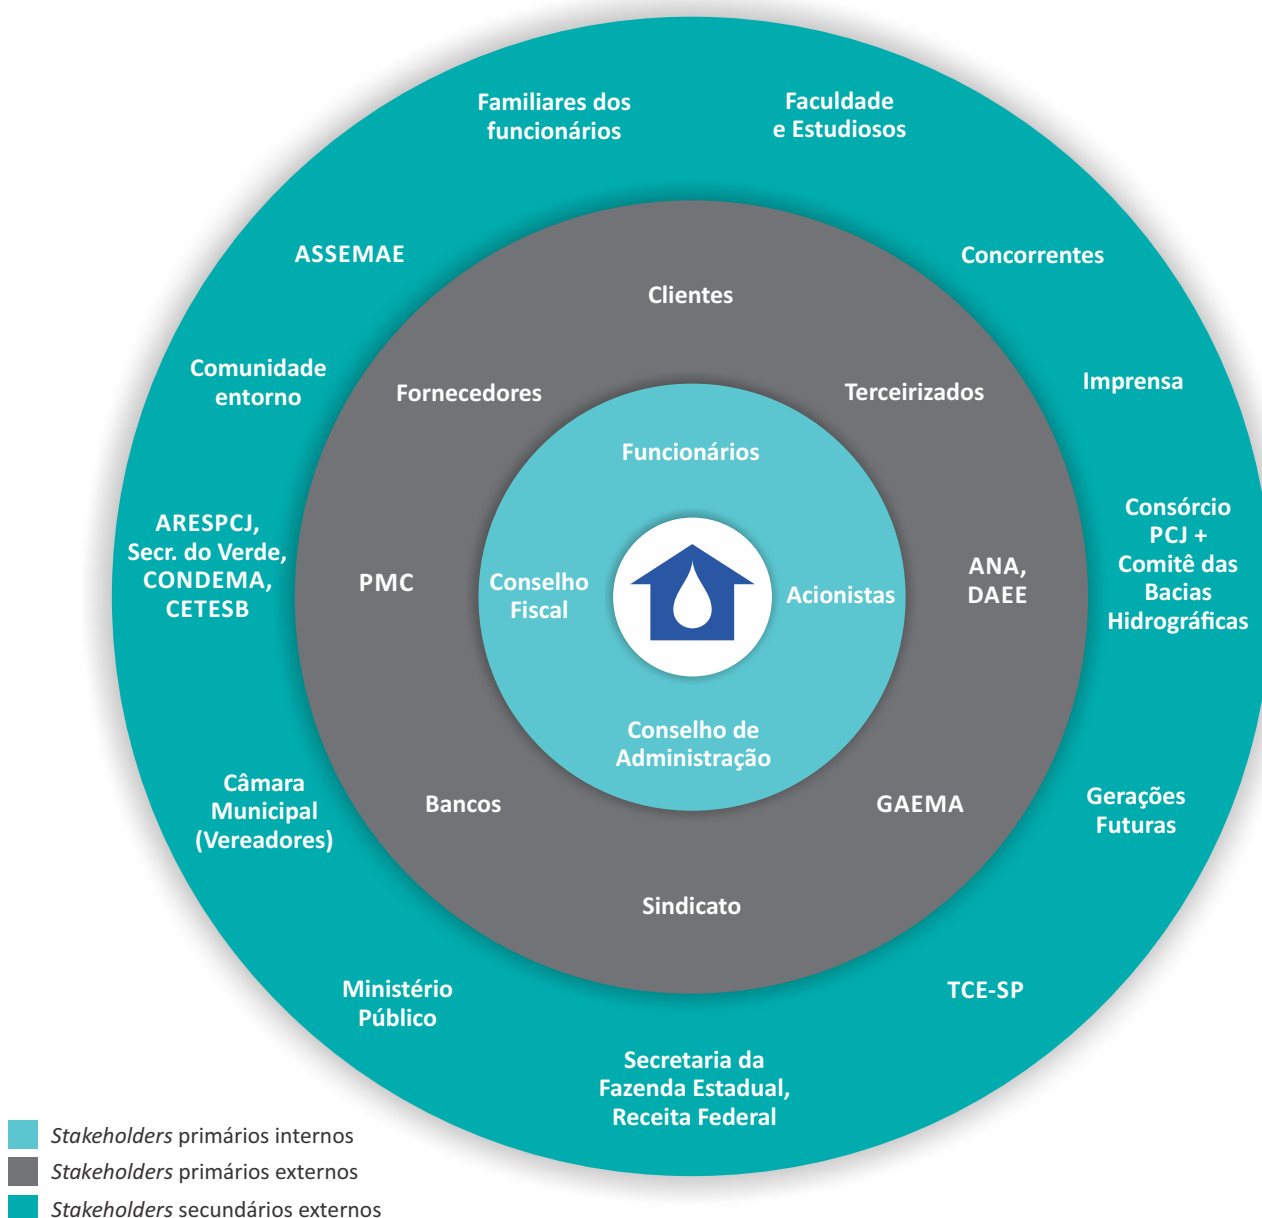 Familiares dos
funcionários
Faculdade
e Estudiosos
ASSEMAE
Concorrentes
Clientes
Comunidade
entorno
Fornecedores
Terceirizados
Imprensa
Funcionários
ARESPCJ,
Secr. do Verde,
CONDEMA,
CETESB
PMC
Conselho
Fiscal
Acionistas
ANA,
DAEE
Consórcio
PCJ +
Comitê das
Bacias
Hidrográficas
Conselho de
Administração
Câmara
Municipal
(Vereadores)
Bancos
GAEMA
Gerações
Futuras
Sindicato
Ministério
Público
TCE-SP
Secretaria da
Fazenda Estadual,
Receita Federal
Stakeholders primários internos
Stakeholders primários externos
Stakeholders secundários externos